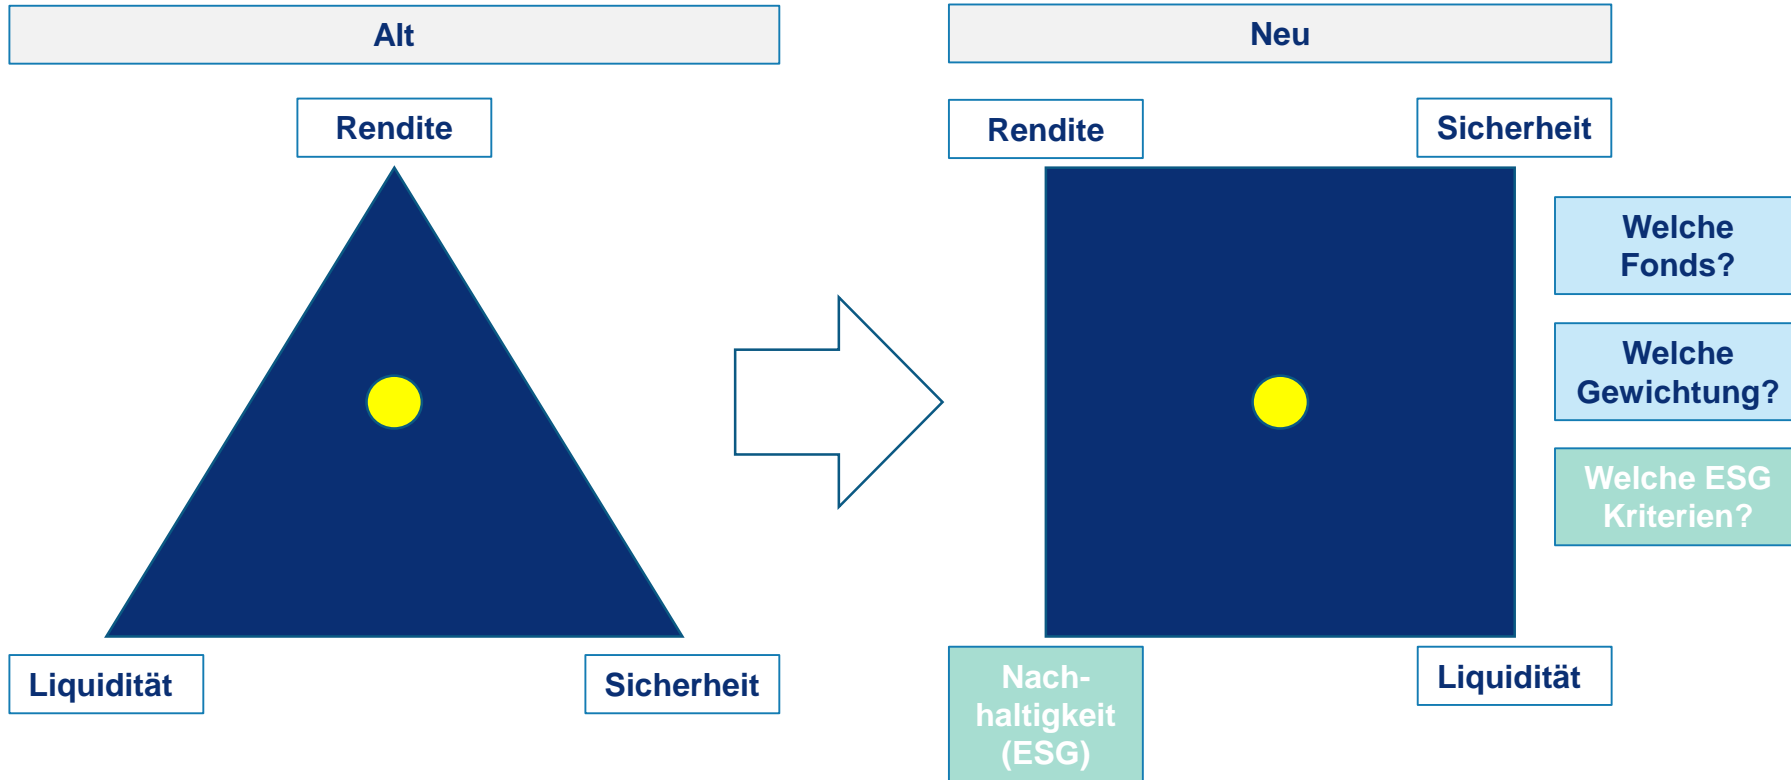 Alt
Rendite
Liquidität
Sicherheit
Neu
Rendite
Sicherheit
Welche
Fonds?
Welche
Gewichtung?
Welche ESG
Kriterien?
Nach-
haltigkeit
(ESG)
Liquidität